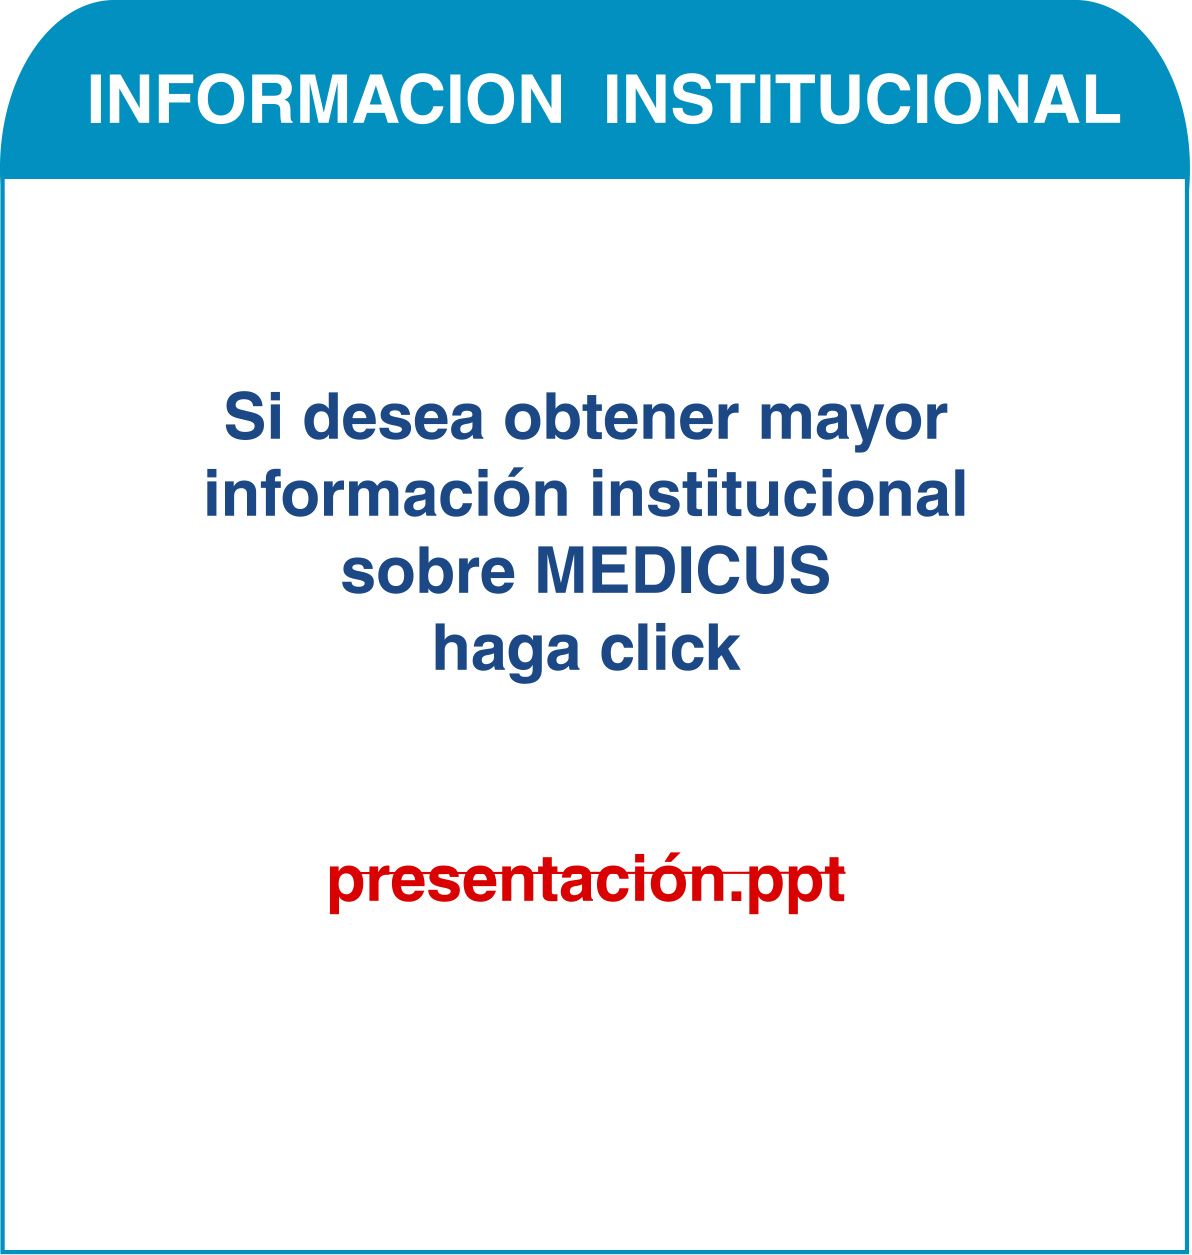 INFORMACION INSTITUCIONAL
Si desea obtener mayor
información institucional
sobre MEDICUS
haga click
presentación.ppt